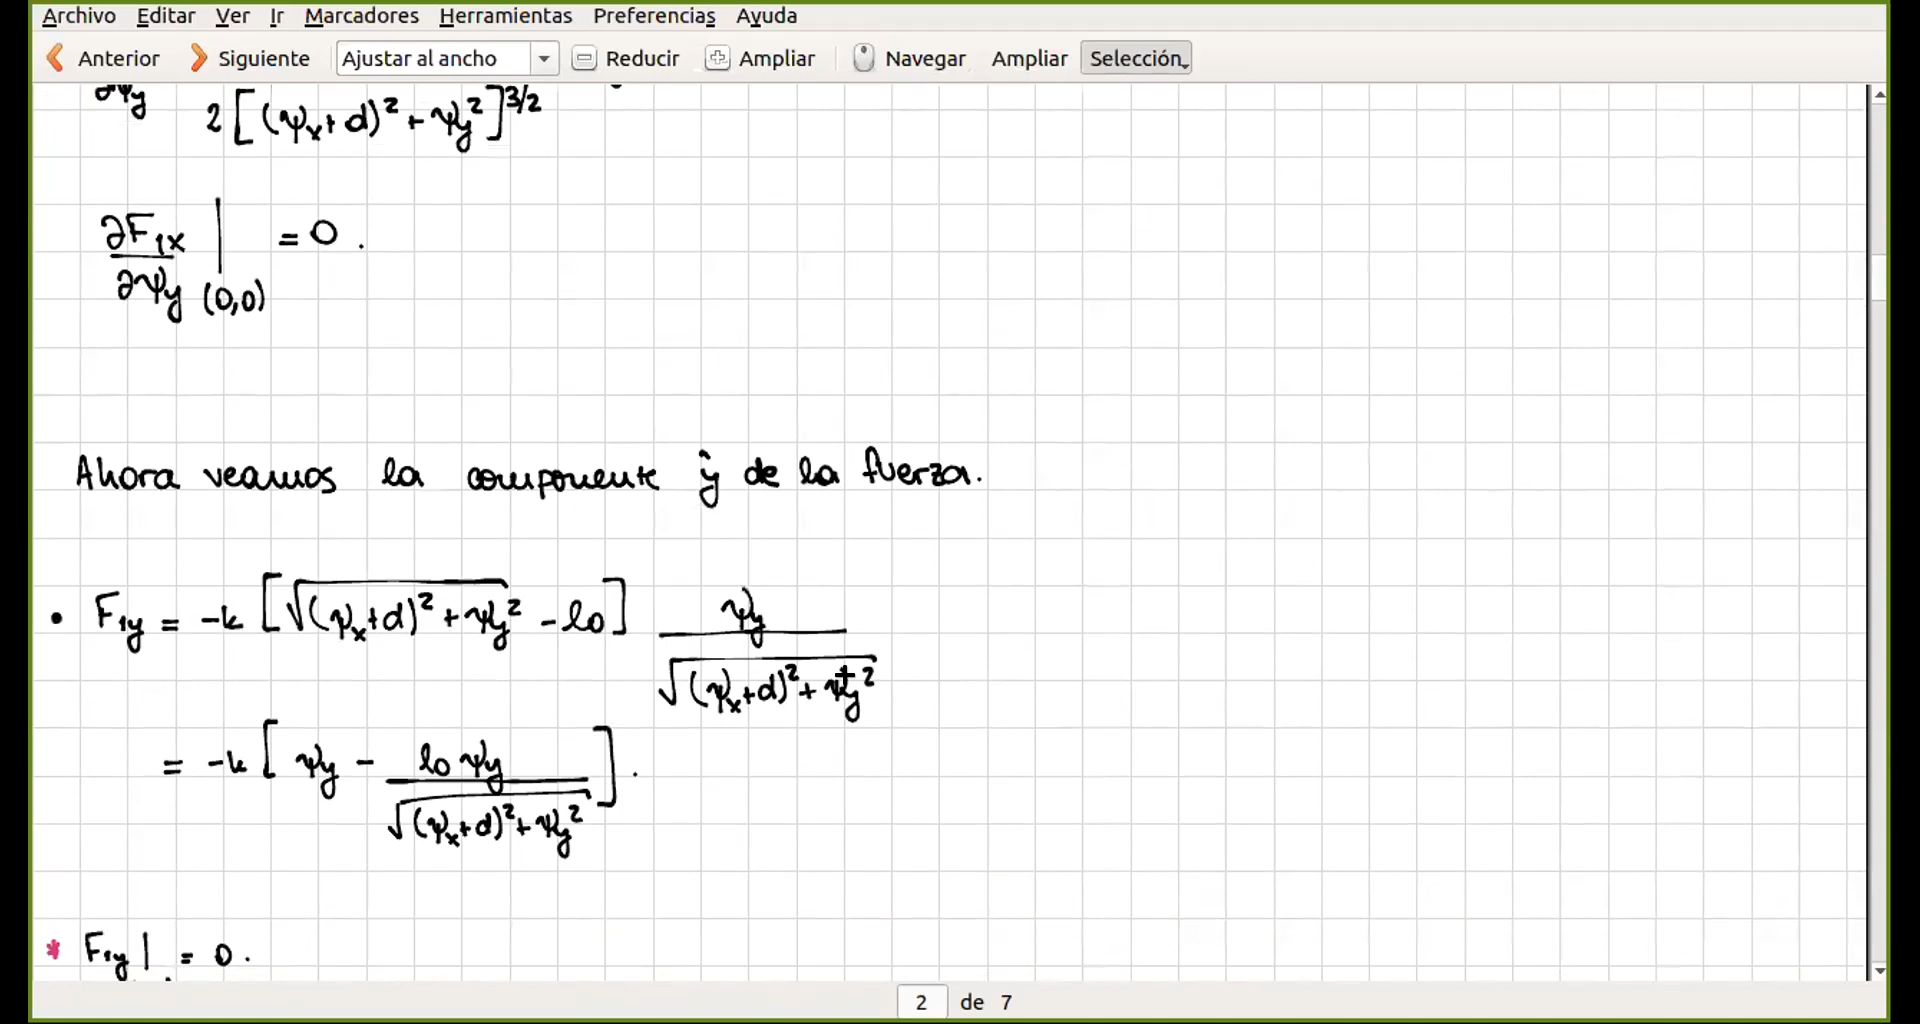 Archivo Editar Ver Ir Marcadores Herramientas Preferencias Ayuda
Anterior Siguiente Ajustar al ancho Reducir Ampliar Navegar Ampliar Selección
∂ψy 2[(ψx+d)²+ψy²]^3/2
∂F1x/∂ψy |(0,0) = 0.
Ahora veamos la componente ŷ de la fuerza.
• F1y = -k [√((ψx+d)²+ψy²) - lo] ψy/√((ψx+d)²+ψy²)
= -k [ψy - lo ψy/√((ψx+d)²+ψy²)].
* F1y| = 0.
2 de 7